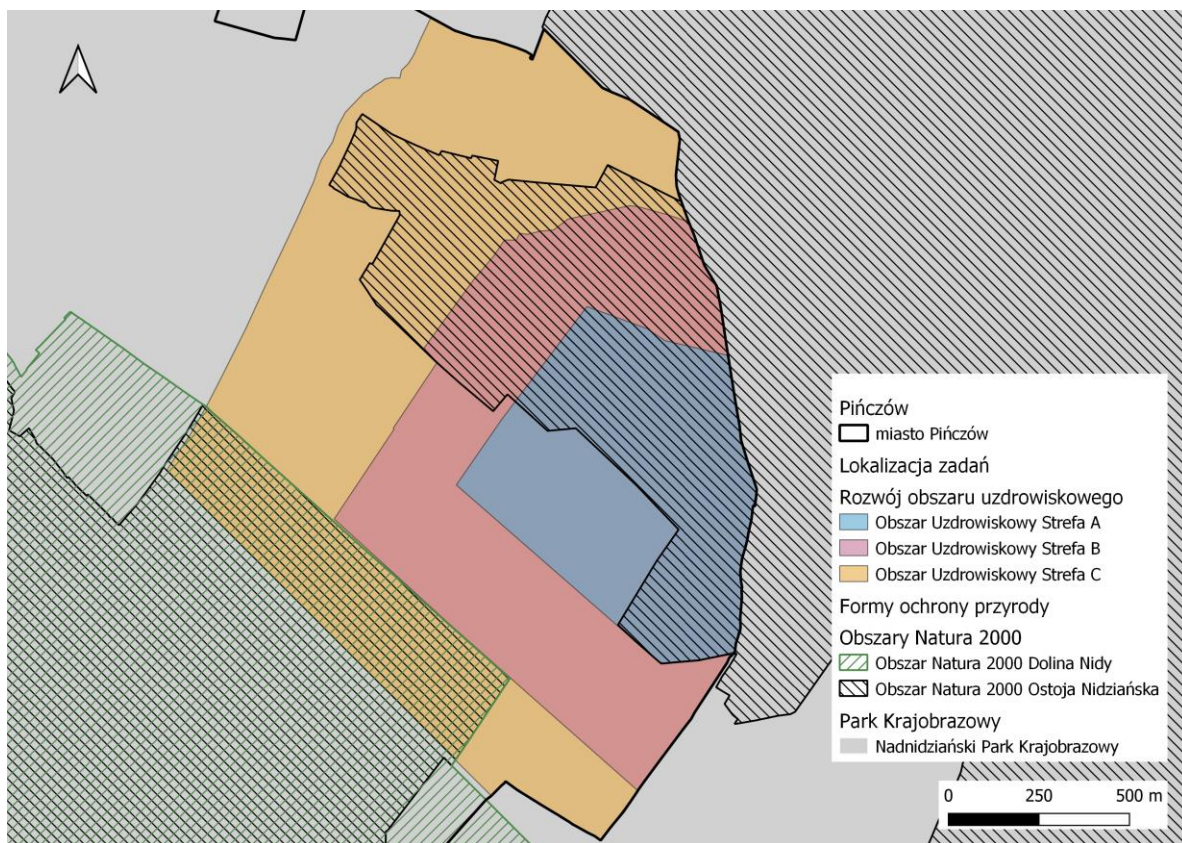 Pińczów
miasto Pińczów
Lokalizacja zadań
Rozwój obszaru uzdrowiskowego
Obszar Uzdrowiskowy Strefa A
Obszar Uzdrowiskowy Strefa B
Obszar Uzdrowiskowy Strefa C
Formy ochrony przyrody
Obszary Natura 2000
Obszar Natura 2000 Dolina Nidy
Obszar Natura 2000 Ostoja Nidziańska
Park Krajobrazowy
Nadnidziański Park Krajobrazowy
0 250 500 m